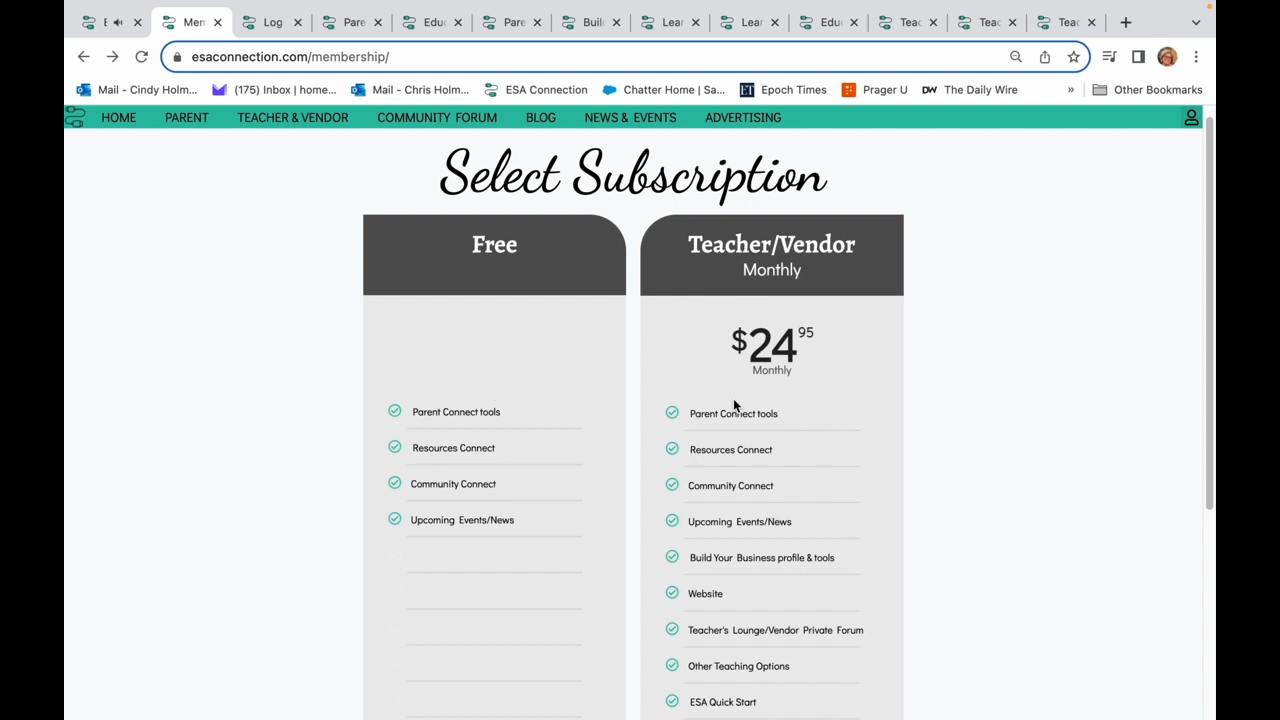 E
Mem
Log
Pare
Educ
Pare
Builc
Lear
Lear
Educ
Teac
Teac
Teac
esaconnection.com/membership/
Mail - Cindy Holm...
(175) Inbox | home...
Mail - Chris Holm...
ESA Connection
Chatter Home | Sa...
ET
Epoch Times
Prager U
DW
The Daily Wire
»
Other Bookmarks
HOME
PARENT
TEACHER & VENDOR
COMMUNITY FORUM
BLOG
NEWS & EVENTS
ADVERTISING
Select Subscription
Free
Parent Connect tools
Resources Connect
Community Connect
Upcoming Events/News
Teacher/Vendor
Monthly
$24 95
Monthly
Parent Connect tools
Resources Connect
Community Connect
Upcoming Events/News
Build Your Business profile & tools
Website
Teacher's Lounge/Vendor Private Forum
Other Teaching Options
ESA Quick Start